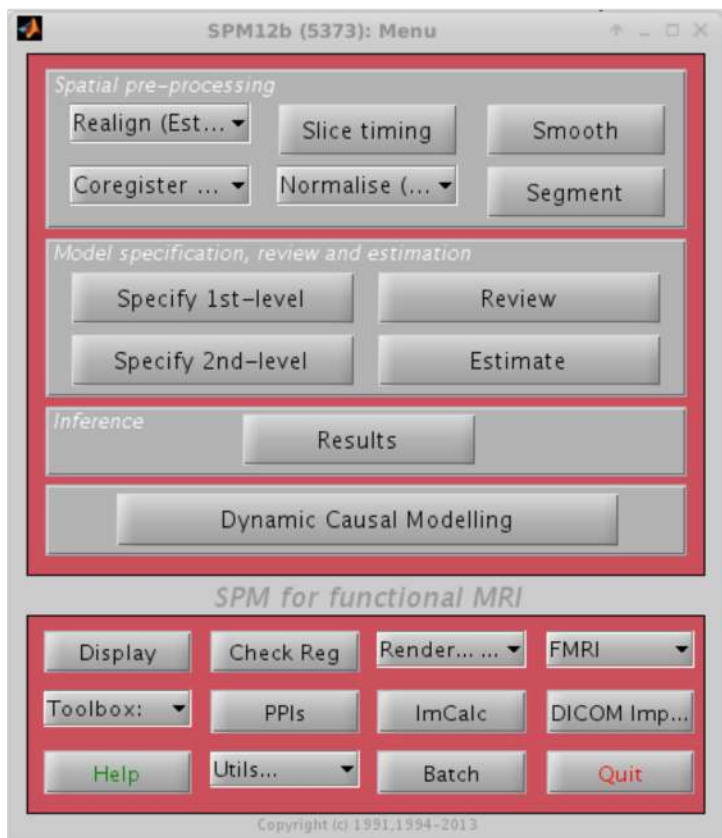 SPM12b (5373): Menu
Spatial pre-processing
Realign (Est... Slice timing Smooth
Coregister ... Normalise (... Segment
Model specification, review and estimation
Specify 1st-level Review
Specify 2nd-level Estimate
Inference
Results
Dynamic Causal Modelling
SPM for functional MRI
Display Check Reg Render... ... FMRI
Toolbox: PPIs ImCalc DICOM Imp...
Help Utils... Batch Quit
Copyright (c) 1991,1994-2013